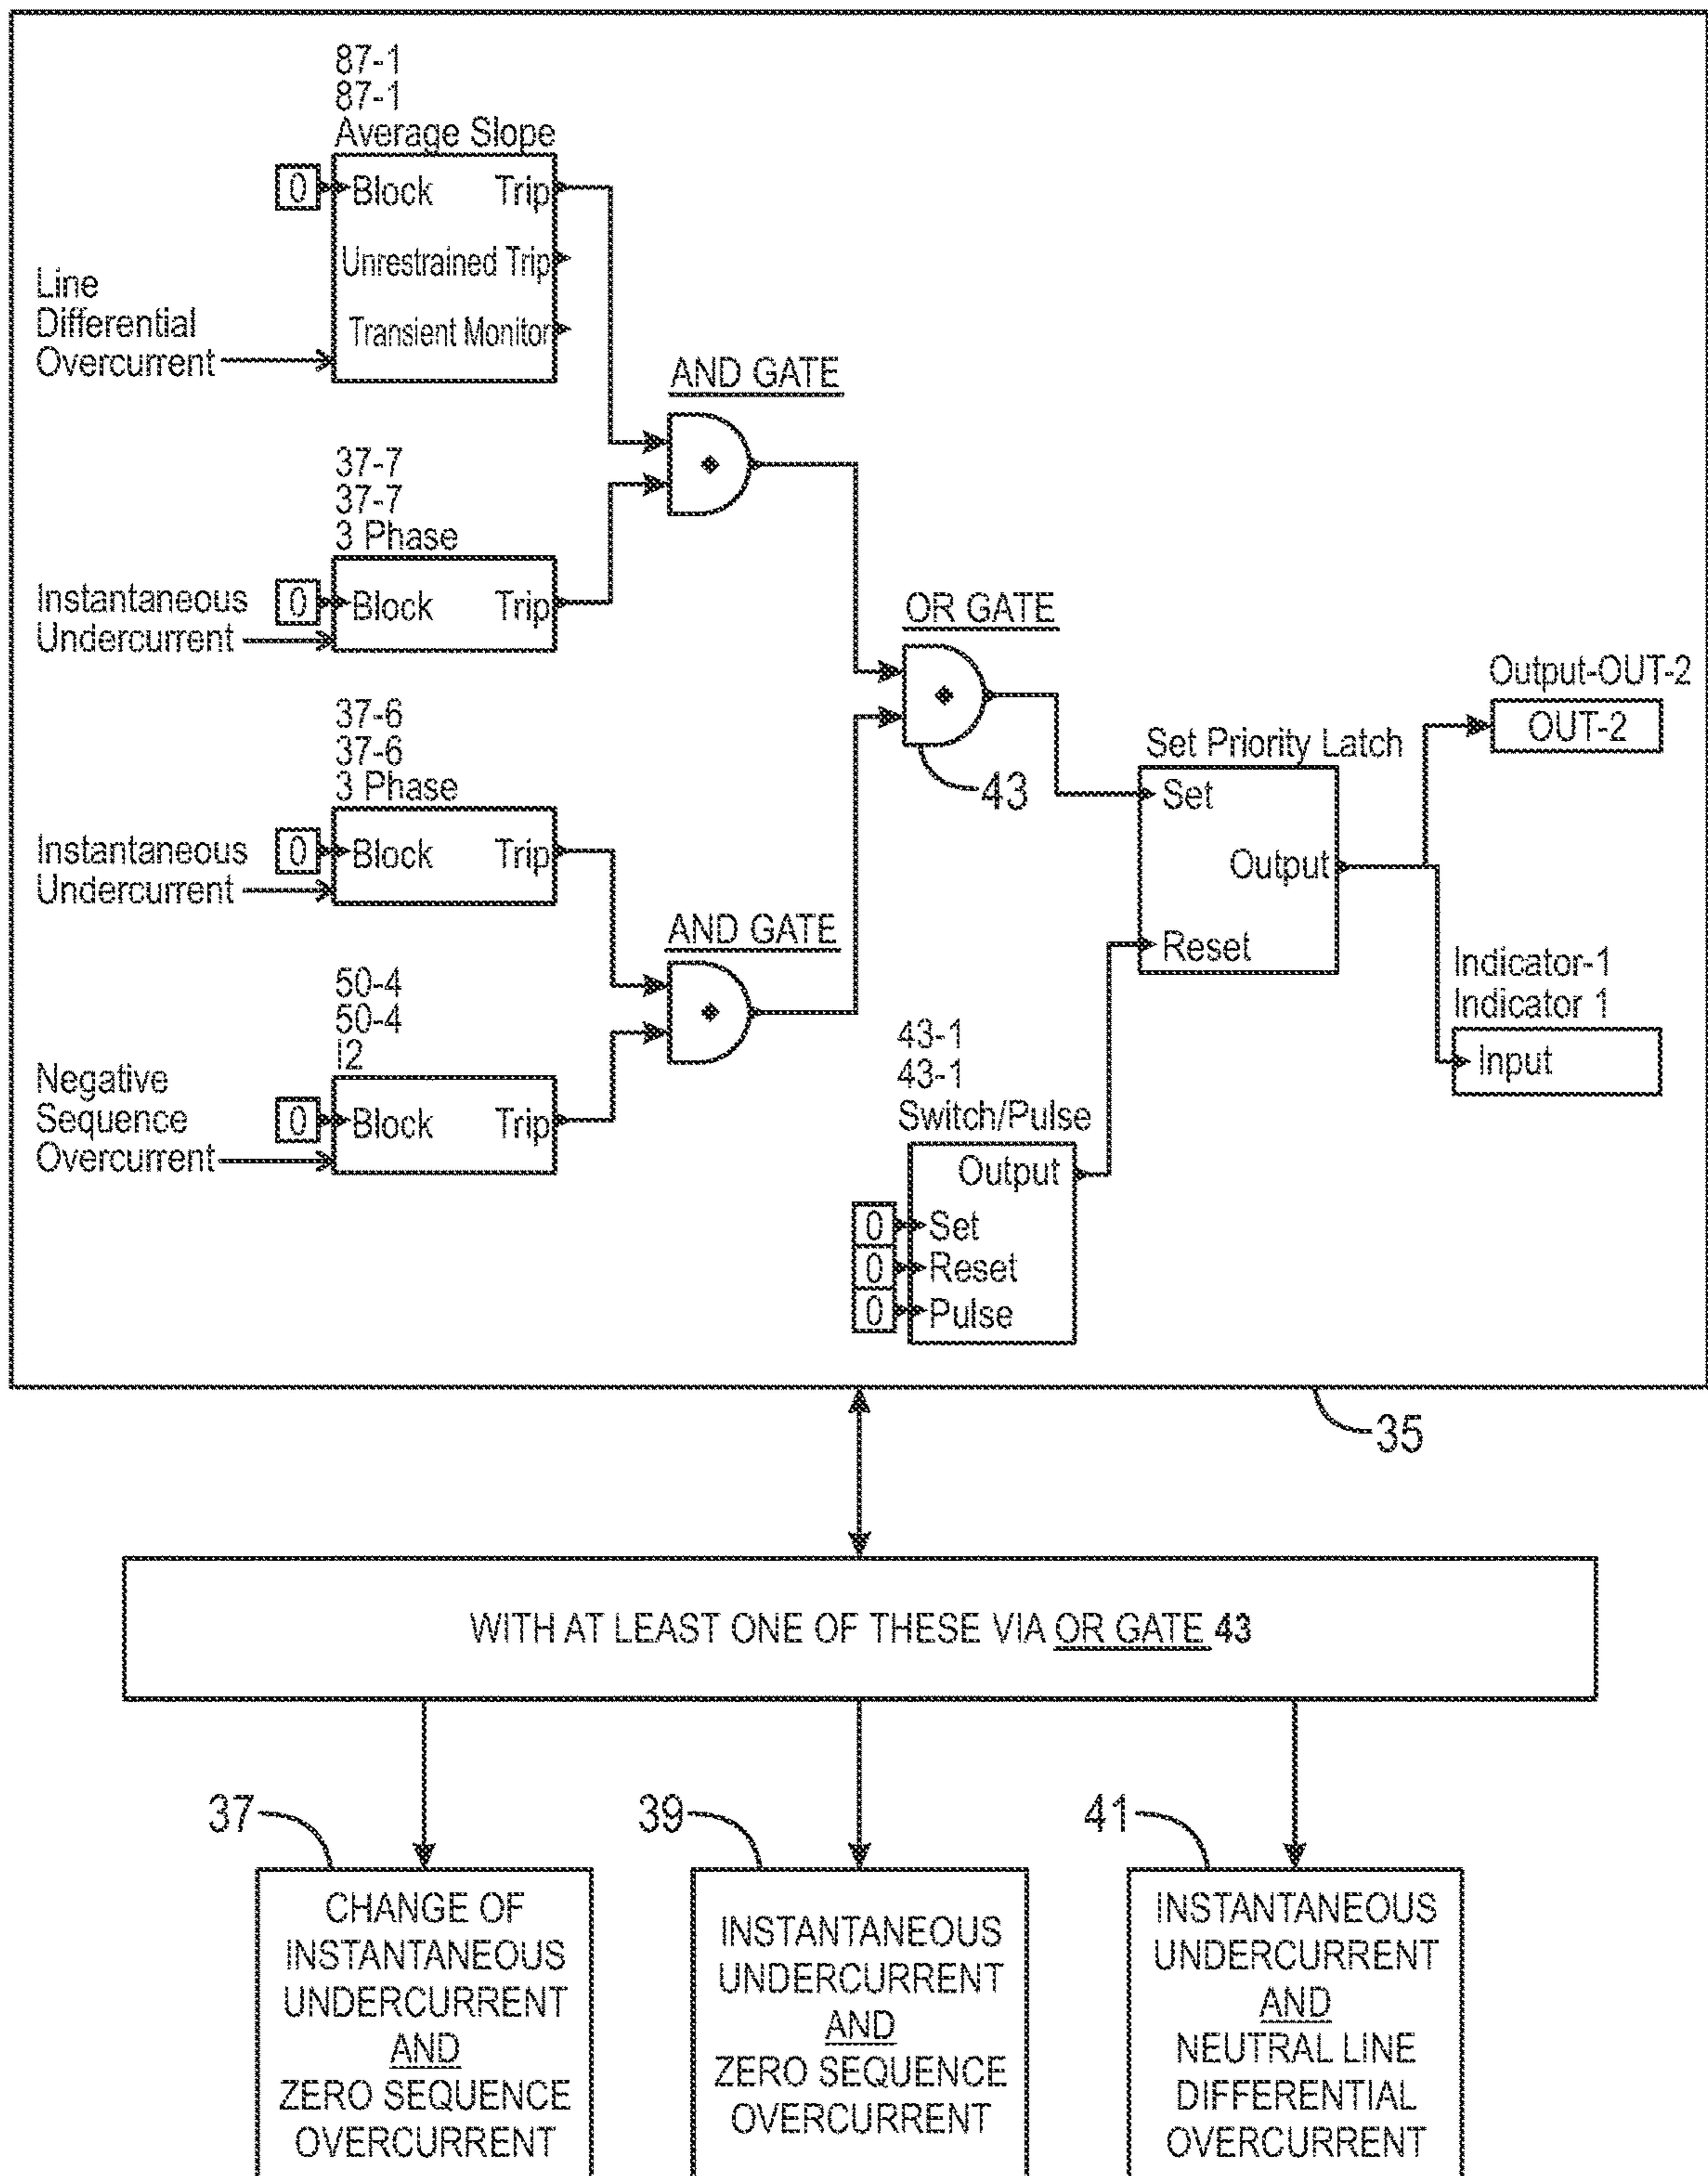 87-1
87-1
Average Slope
0
Block
Trip
Unrestrained Trip
Transient Monitor
Line
Differential
Overcurrent
AND GATE
37-7
37-7
3 Phase
Instantaneous
Undercurrent
0
Block
Trip
OR GATE
43
37-6
37-6
3 Phase
Instantaneous
Undercurrent
0
Block
Trip
AND GATE
50-4
50-4
I2
Negative
Sequence
Overcurrent
0
Block
Trip
Set Priority Latch
Set
Output
Reset
Output-OUT-2
OUT-2
Indicator-1
Indicator 1
Input
43-1
43-1
Switch/Pulse
Output
0
Set
0
Reset
0
Pulse
35
WITH AT LEAST ONE OF THESE VIA OR GATE 43
37
CHANGE OF
INSTANTANEOUS
UNDERCURRENT
AND
ZERO SEQUENCE
OVERCURRENT
39
INSTANTANEOUS
UNDERCURRENT
AND
ZERO SEQUENCE
OVERCURRENT
41
INSTANTANEOUS
UNDERCURRENT
AND
NEUTRAL LINE
DIFFERENTIAL
OVERCURRENT